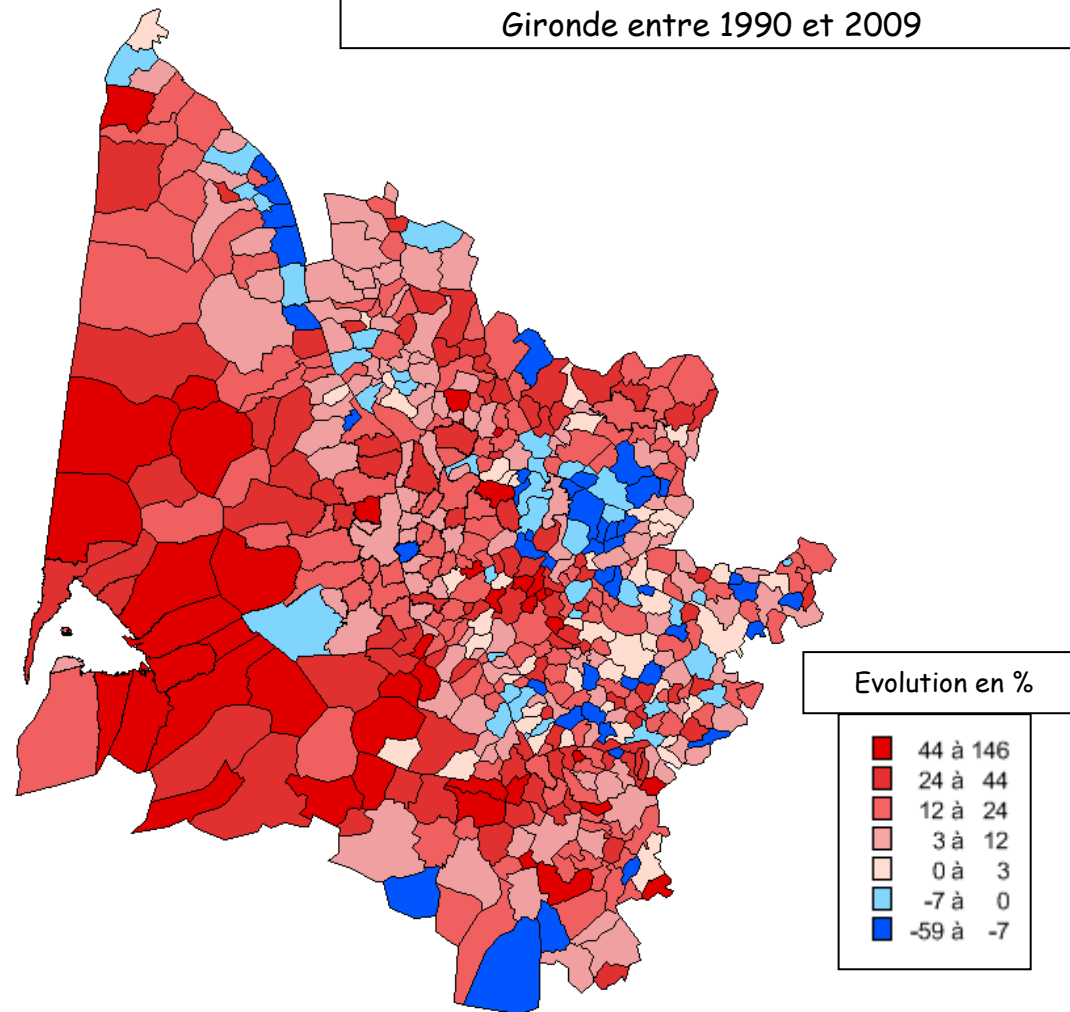 Gironde entre 1990 et 2009
Evolution en %
44 à 146
24 à 44
12 à 24
3 à 12
0 à 3
-7 à 0
-59 à -7